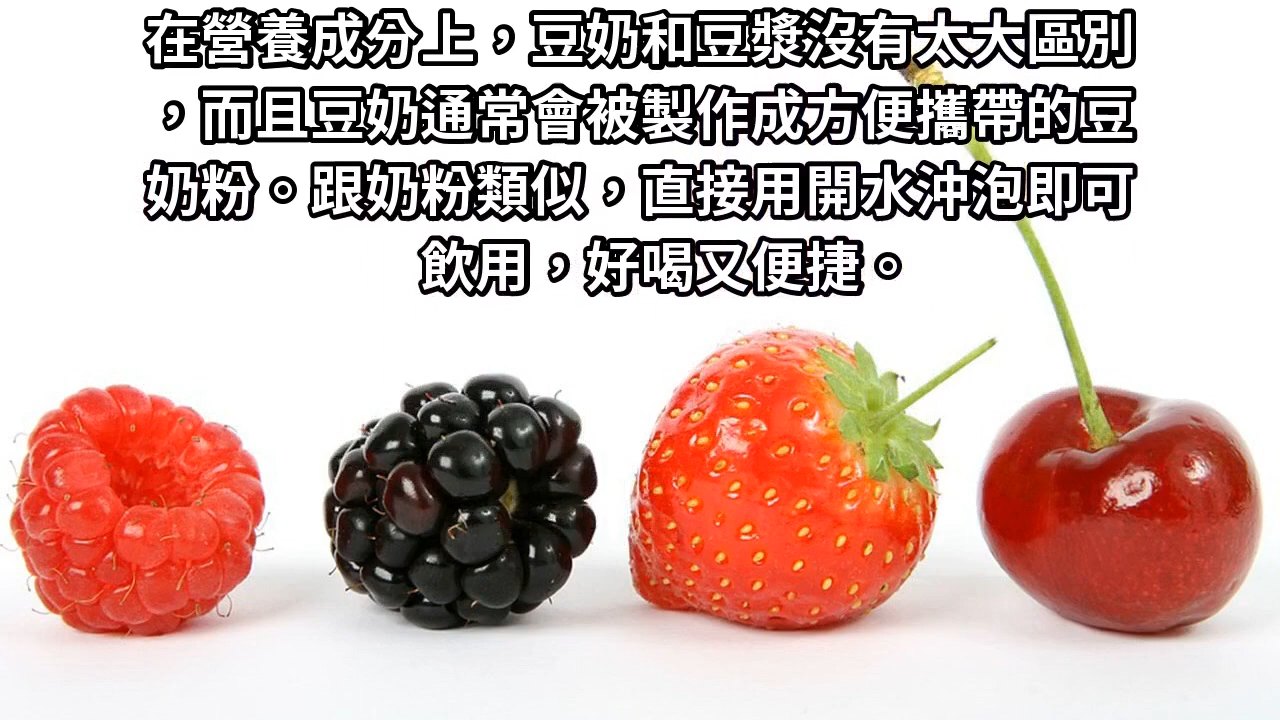 在營養成分上，豆奶和豆漿沒有太大區別
，而且豆奶通常會被製作成方便攜帶的豆
奶粉。跟奶粉類似，直接用開水沖泡即可
飲用，好喝又便捷。